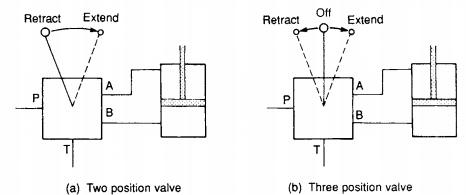 Retract Extend
A
P
B
T
(a) Two position valve
Off
Retract Extend
A
P
B
T
(b) Three position valve